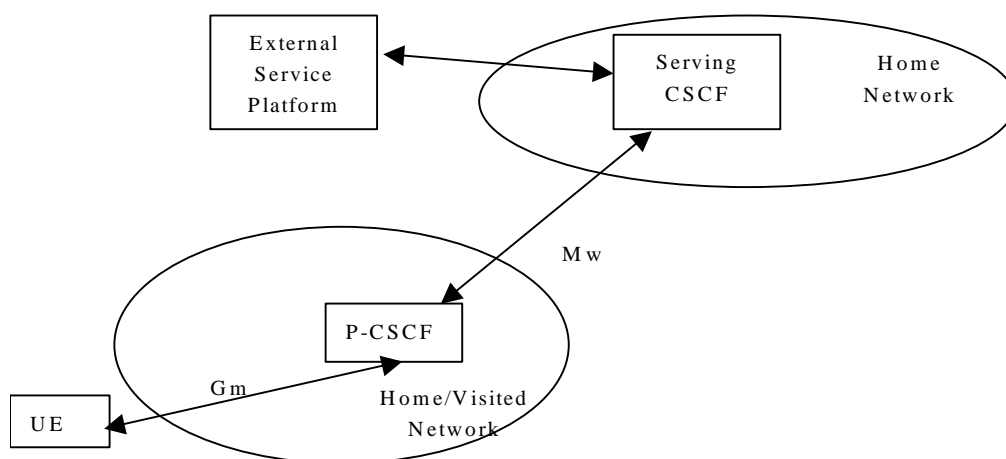 External
Service
Platform
Serving
CSCF
Home
Network
Mw
P-CSCF
Gm
Home/Visited
Network
UE